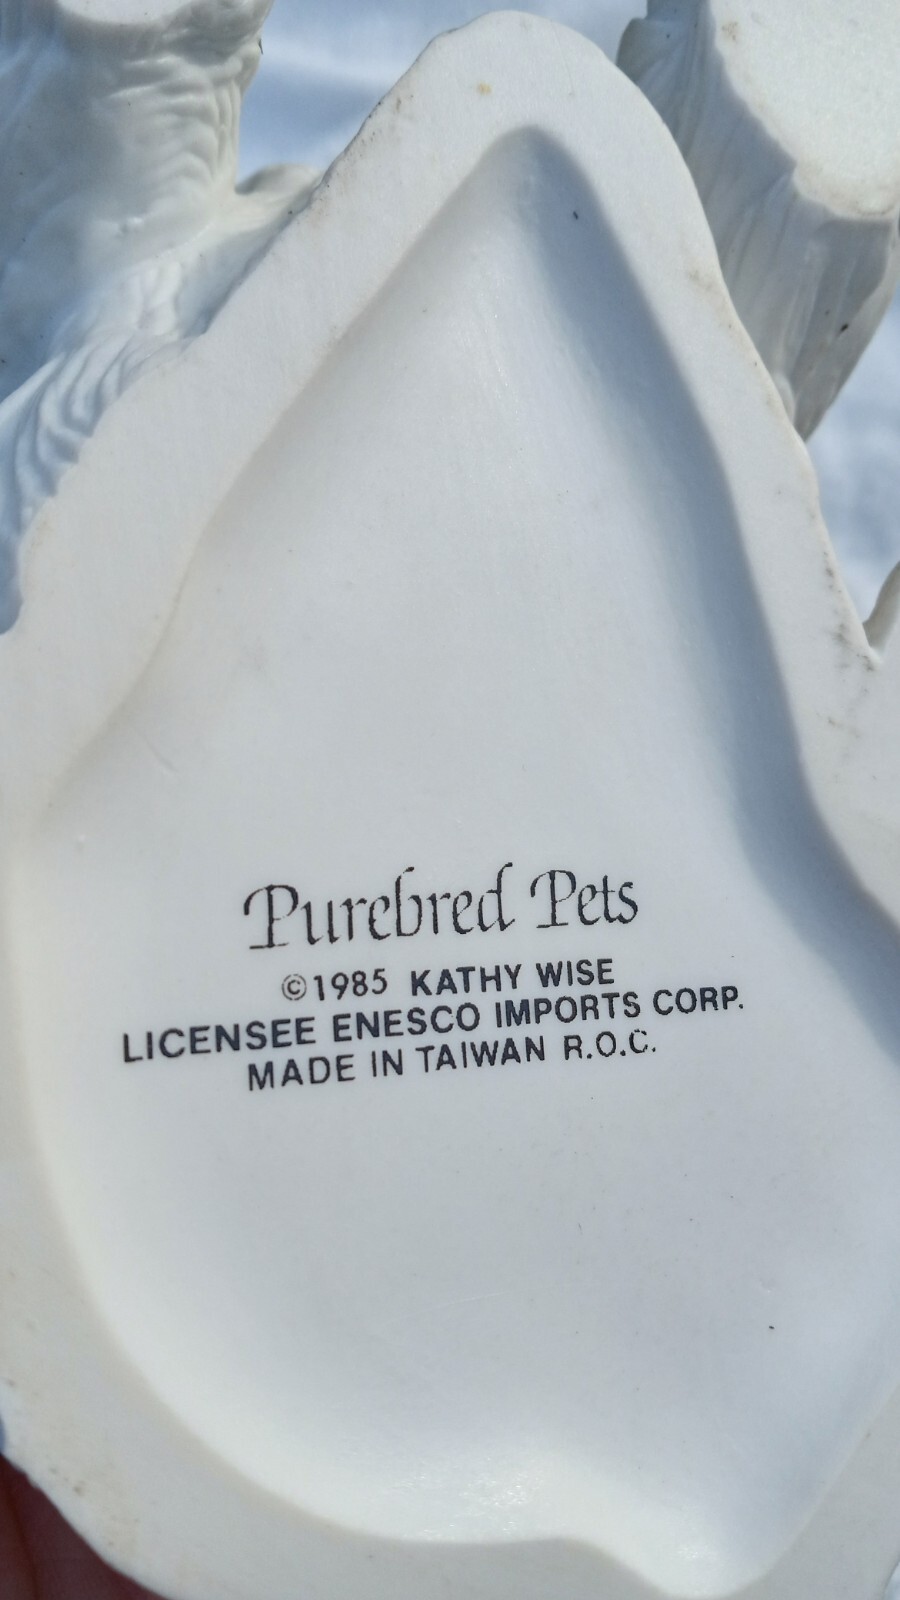 Purebred Pets
©1985 KATHY WISE
LICENSEE ENESCO IMPORTS CORP.
MADE IN TAIWAN R.O.C.